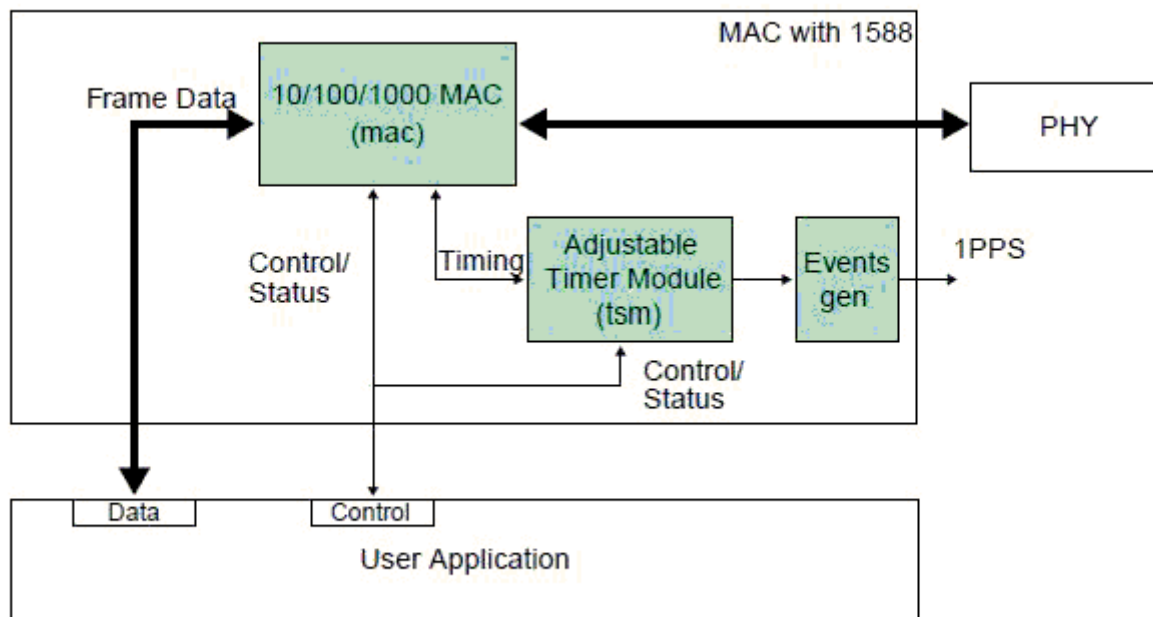 MAC with 1588
Frame Data
10/100/1000 MAC
(mac)
PHY
Control/
Status
Timing
Adjustable
Timer Module
(tsm)
Events
gen
1PPS
Control/
Status
Data
Control
User Application